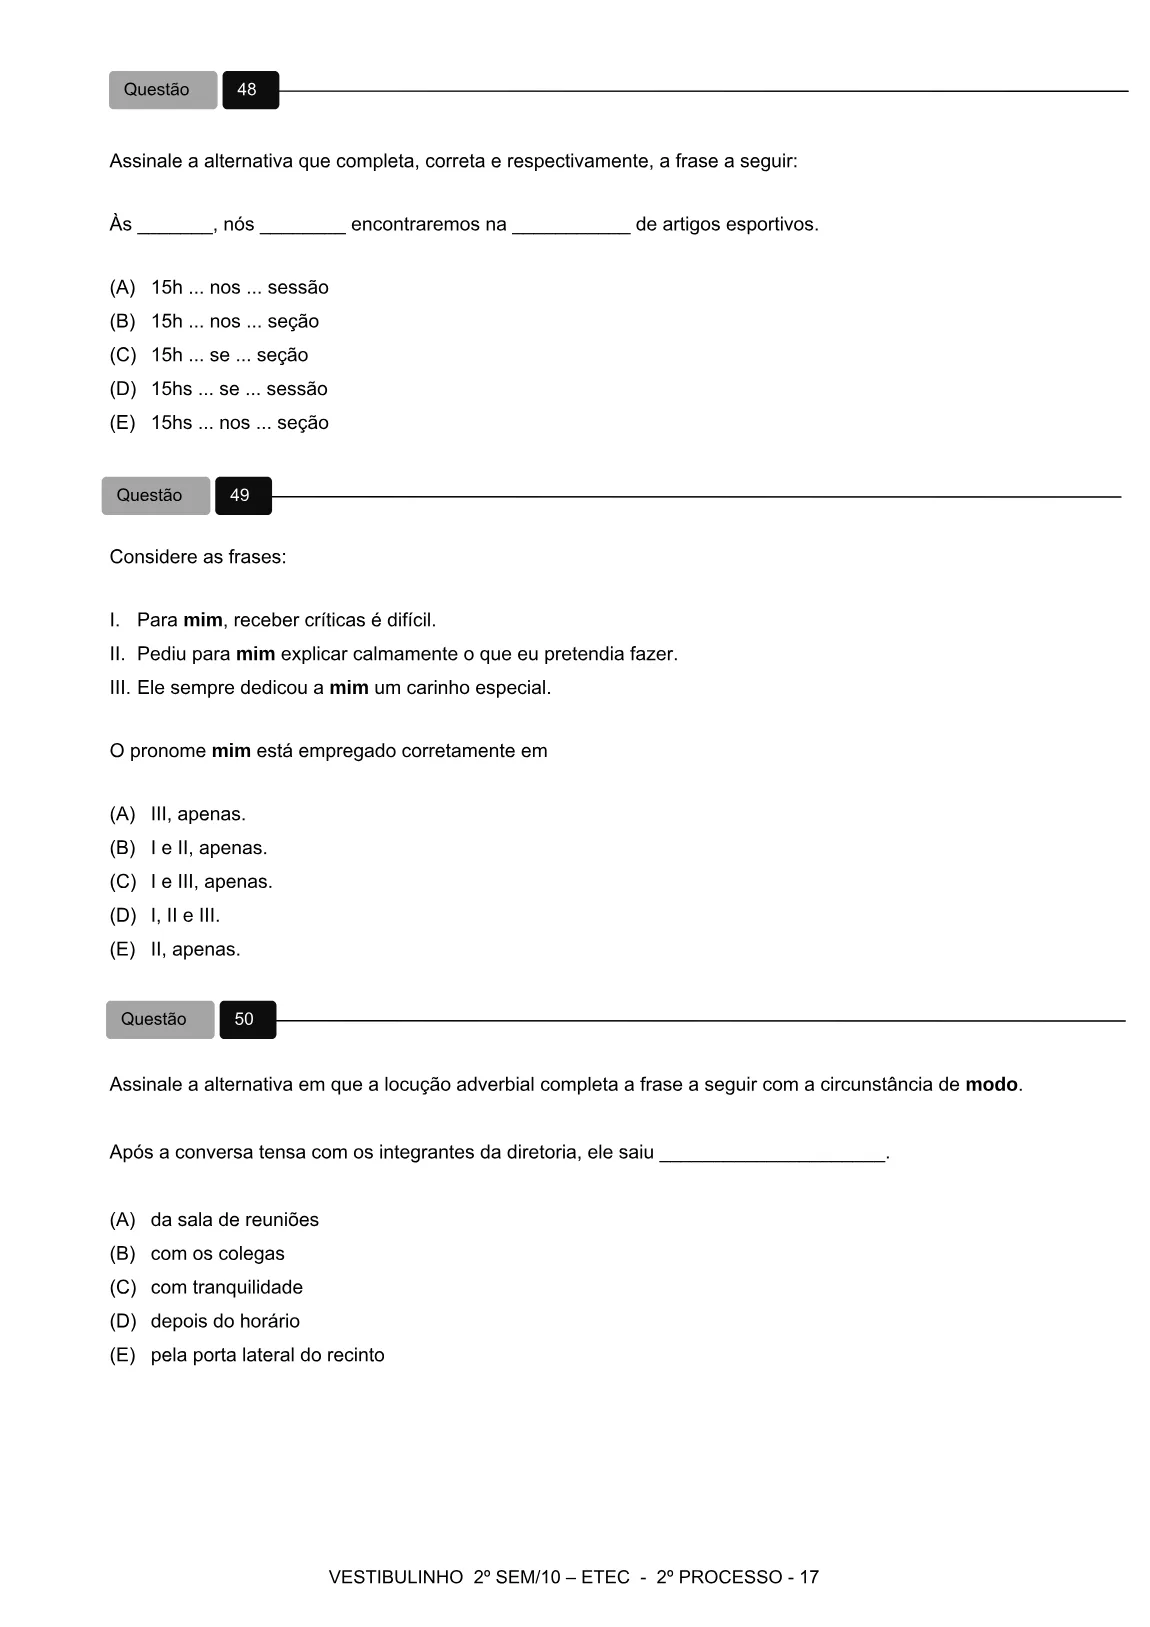 Questão 48
Assinale a alternativa que completa, correta e respectivamente, a frase a seguir:
Às _______, nós ________ encontraremos na ___________ de artigos esportivos.
(A) 15h ... nos ... sessão
(B) 15h ... nos ... seção
(C) 15h ... se ... seção
(D) 15hs ... se ... sessão
(E) 15hs ... nos ... seção
Questão 49
Considere as frases:
I. Para mim, receber críticas é difícil.
II. Pediu para mim explicar calmamente o que eu pretendia fazer.
III. Ele sempre dedicou a mim um carinho especial.
O pronome mim está empregado corretamente em
(A) III, apenas.
(B) I e II, apenas.
(C) I e III, apenas.
(D) I, II e III.
(E) II, apenas.
Questão 50
Assinale a alternativa em que a locução adverbial completa a frase a seguir com a circunstância de modo.
Após a conversa tensa com os integrantes da diretoria, ele saiu _____________________.
(A) da sala de reuniões
(B) com os colegas
(C) com tranquilidade
(D) depois do horário
(E) pela porta lateral do recinto
VESTIBULINHO 2º SEM/10 – ETEC - 2º PROCESSO - 17